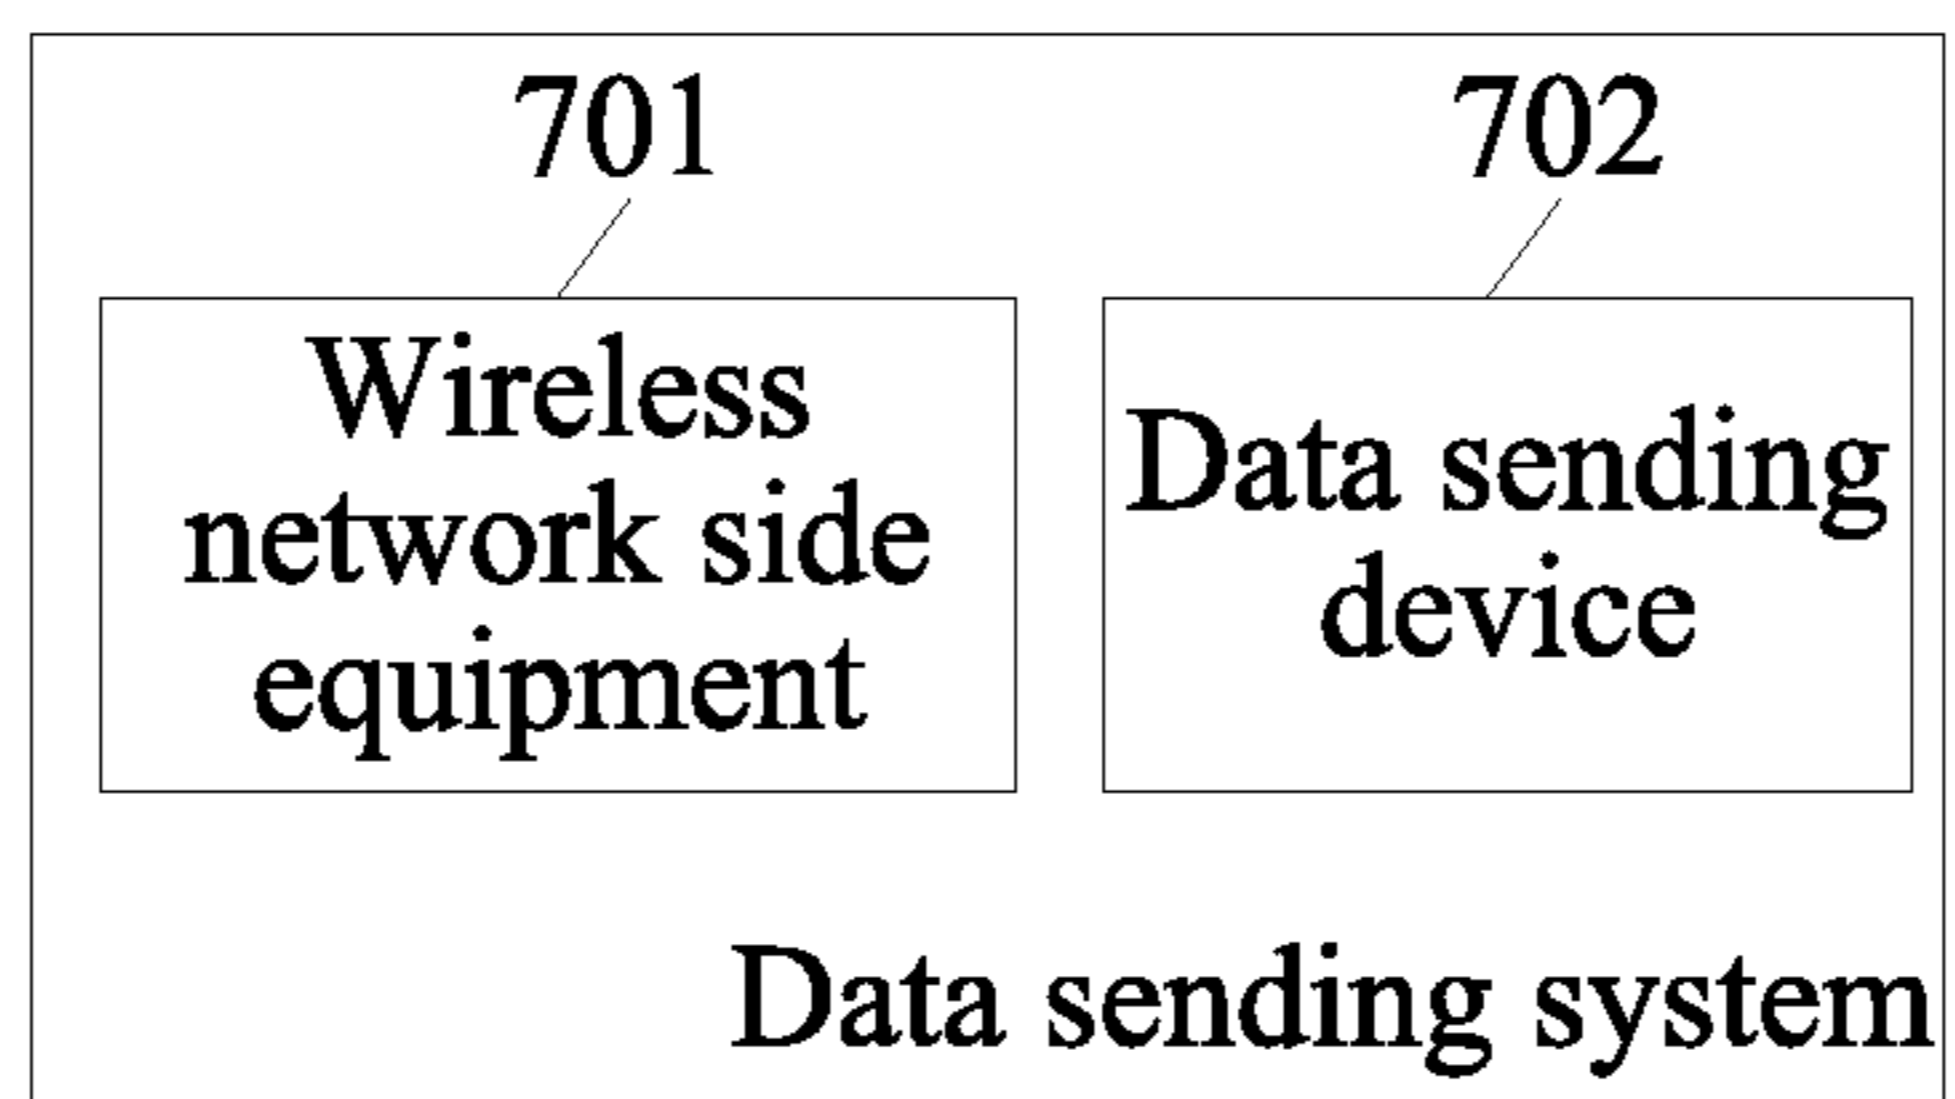 701
702
Wireless
network side
equipment
Data sending
device
Data sending system